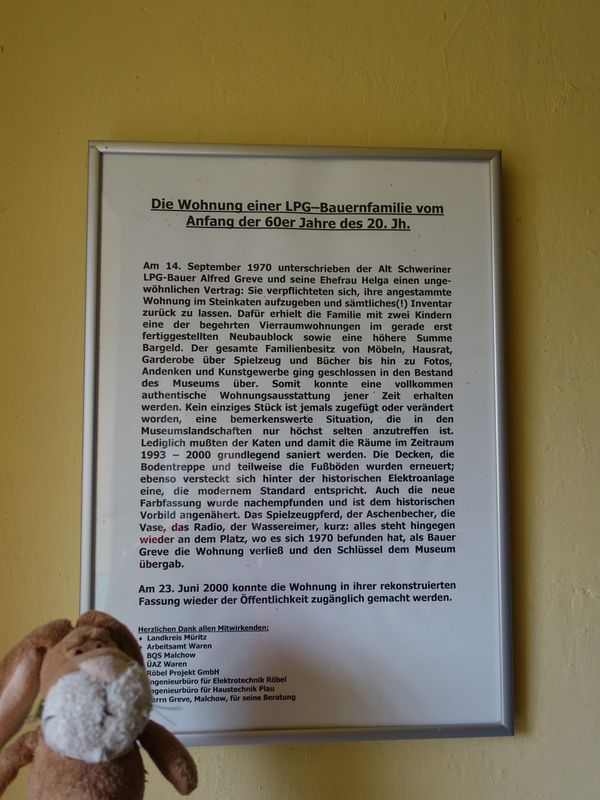 Die Wohnung einer LPG–Bauernfamilie vom
Anfang der 60er Jahre des 20. Jh.
Am 14. September 1970 unterschrieben der Alt Schweriner
LPG-Bauer Alfred Greve und seine Ehefrau Helga einen unge-
wöhnlichen Vertrag: Sie verpflichteten sich, ihre angestammte
Wohnung im Steinkaten aufzugeben und sämtliches(!) Inventar
zurück zu lassen. Dafür erhielt die Familie mit zwei Kindern
eine der begehrten Vierraumwohnungen im gerade erst
fertiggestellten Neubaublock sowie eine höhere Summe
Bargeld. Der gesamte Familienbesitz von Möbeln, Hausrat,
Garderobe über Spielzeug und Bücher bis hin zu Fotos,
Andenken und Kunstgewerbe ging geschlossen in den Bestand
des Museums über. Somit konnte eine vollkommen
authentische Wohnungsausstattung jener Zeit erhalten
werden. Kein einziges Stück ist jemals zugefügt oder verändert
worden, eine bemerkenswerte Situation, die in den
Museumslandschaften nur höchst selten anzutreffen ist.
Lediglich mußten der Katen und damit die Räume im Zeitraum
1993 – 2000 grundlegend saniert werden. Die Decken, die
Bodentreppe und teilweise die Fußböden wurden erneuert;
ebenso versteckt sich hinter der historischen Elektroanlage
eine, die modernem Standard entspricht. Auch die neue
Farbfassung wurde nachempfunden und ist dem historischen
Vorbild angenähert. Das Spielzeugpferd, der Aschenbecher, die
Vase, das Radio, der Wassereimer, kurz: alles steht hingegen
wieder an dem Platz, wo es sich 1970 befunden hat, als Bauer
Greve die Wohnung verließ und den Schlüssel dem Museum
übergab.
Am 23. Juni 2000 konnte die Wohnung in ihrer rekonstruierten
Fassung wieder der Öffentlichkeit zugänglich gemacht werden.
Herzlichen Dank allen Mitwirkenden:
• Landkreis Müritz
• Arbeitsamt Waren
BQS Malchow
ÜAZ Waren
Röbel Projekt GmbH
ngenieurbüro für Elektrotechnik Röbel
ngenieurbüro für Haustechnik Plau
errn Greve, Malchow, für seine Beratung